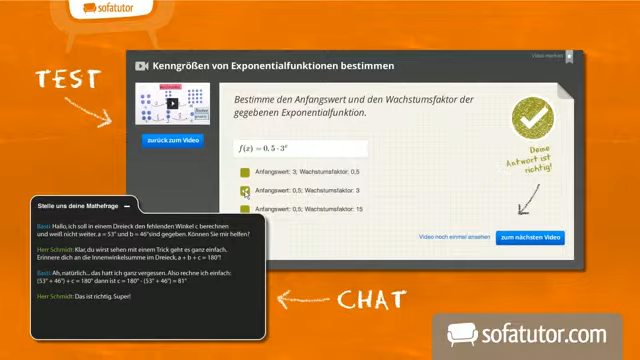 sofatutor
Video merken
Kenngrößen von Exponentialfunktionen bestimmen
TEST
Bestimme den Anfangswert und den Wachstumsfaktor der
gegebenen Exponentialfunktion.
zurück zum Video
f(x) = 0,5 · 3ˣ
Deine
Antwort ist
richtig!
Anfangswert: 3; Wachstumsfaktor: 0,5
Anfangswert: 0,5; Wachstumsfaktor: 3
Anfangswert: 0,5; Wachstumsfaktor: 15
Video noch einmal ansehen
zum nächsten Video
Stelle uns deine Mathefrage
Basti: Hallo, ich soll in einem Dreieck den fehlenden Winkel c berechnen
und weiß nicht weiter. a = 53° und b = 46° sind gegeben. Können Sie mir helfen?
Herr Schmidt: Klar, du wirst sehen mit einem Trick geht es ganz einfach.
Erinnere dich an die Innenwinkelsumme im Dreieck, a + b + c = 180°!
Basti: Ah, natürlich... das hatt ich ganz vergessen. Also rechne ich einfach:
(53° + 46°) + c = 180° dann ist c = 180° - (53° + 46°) = 81°
Herr Schmidt: Das ist richtig. Super!
CHAT
sofatutor.com